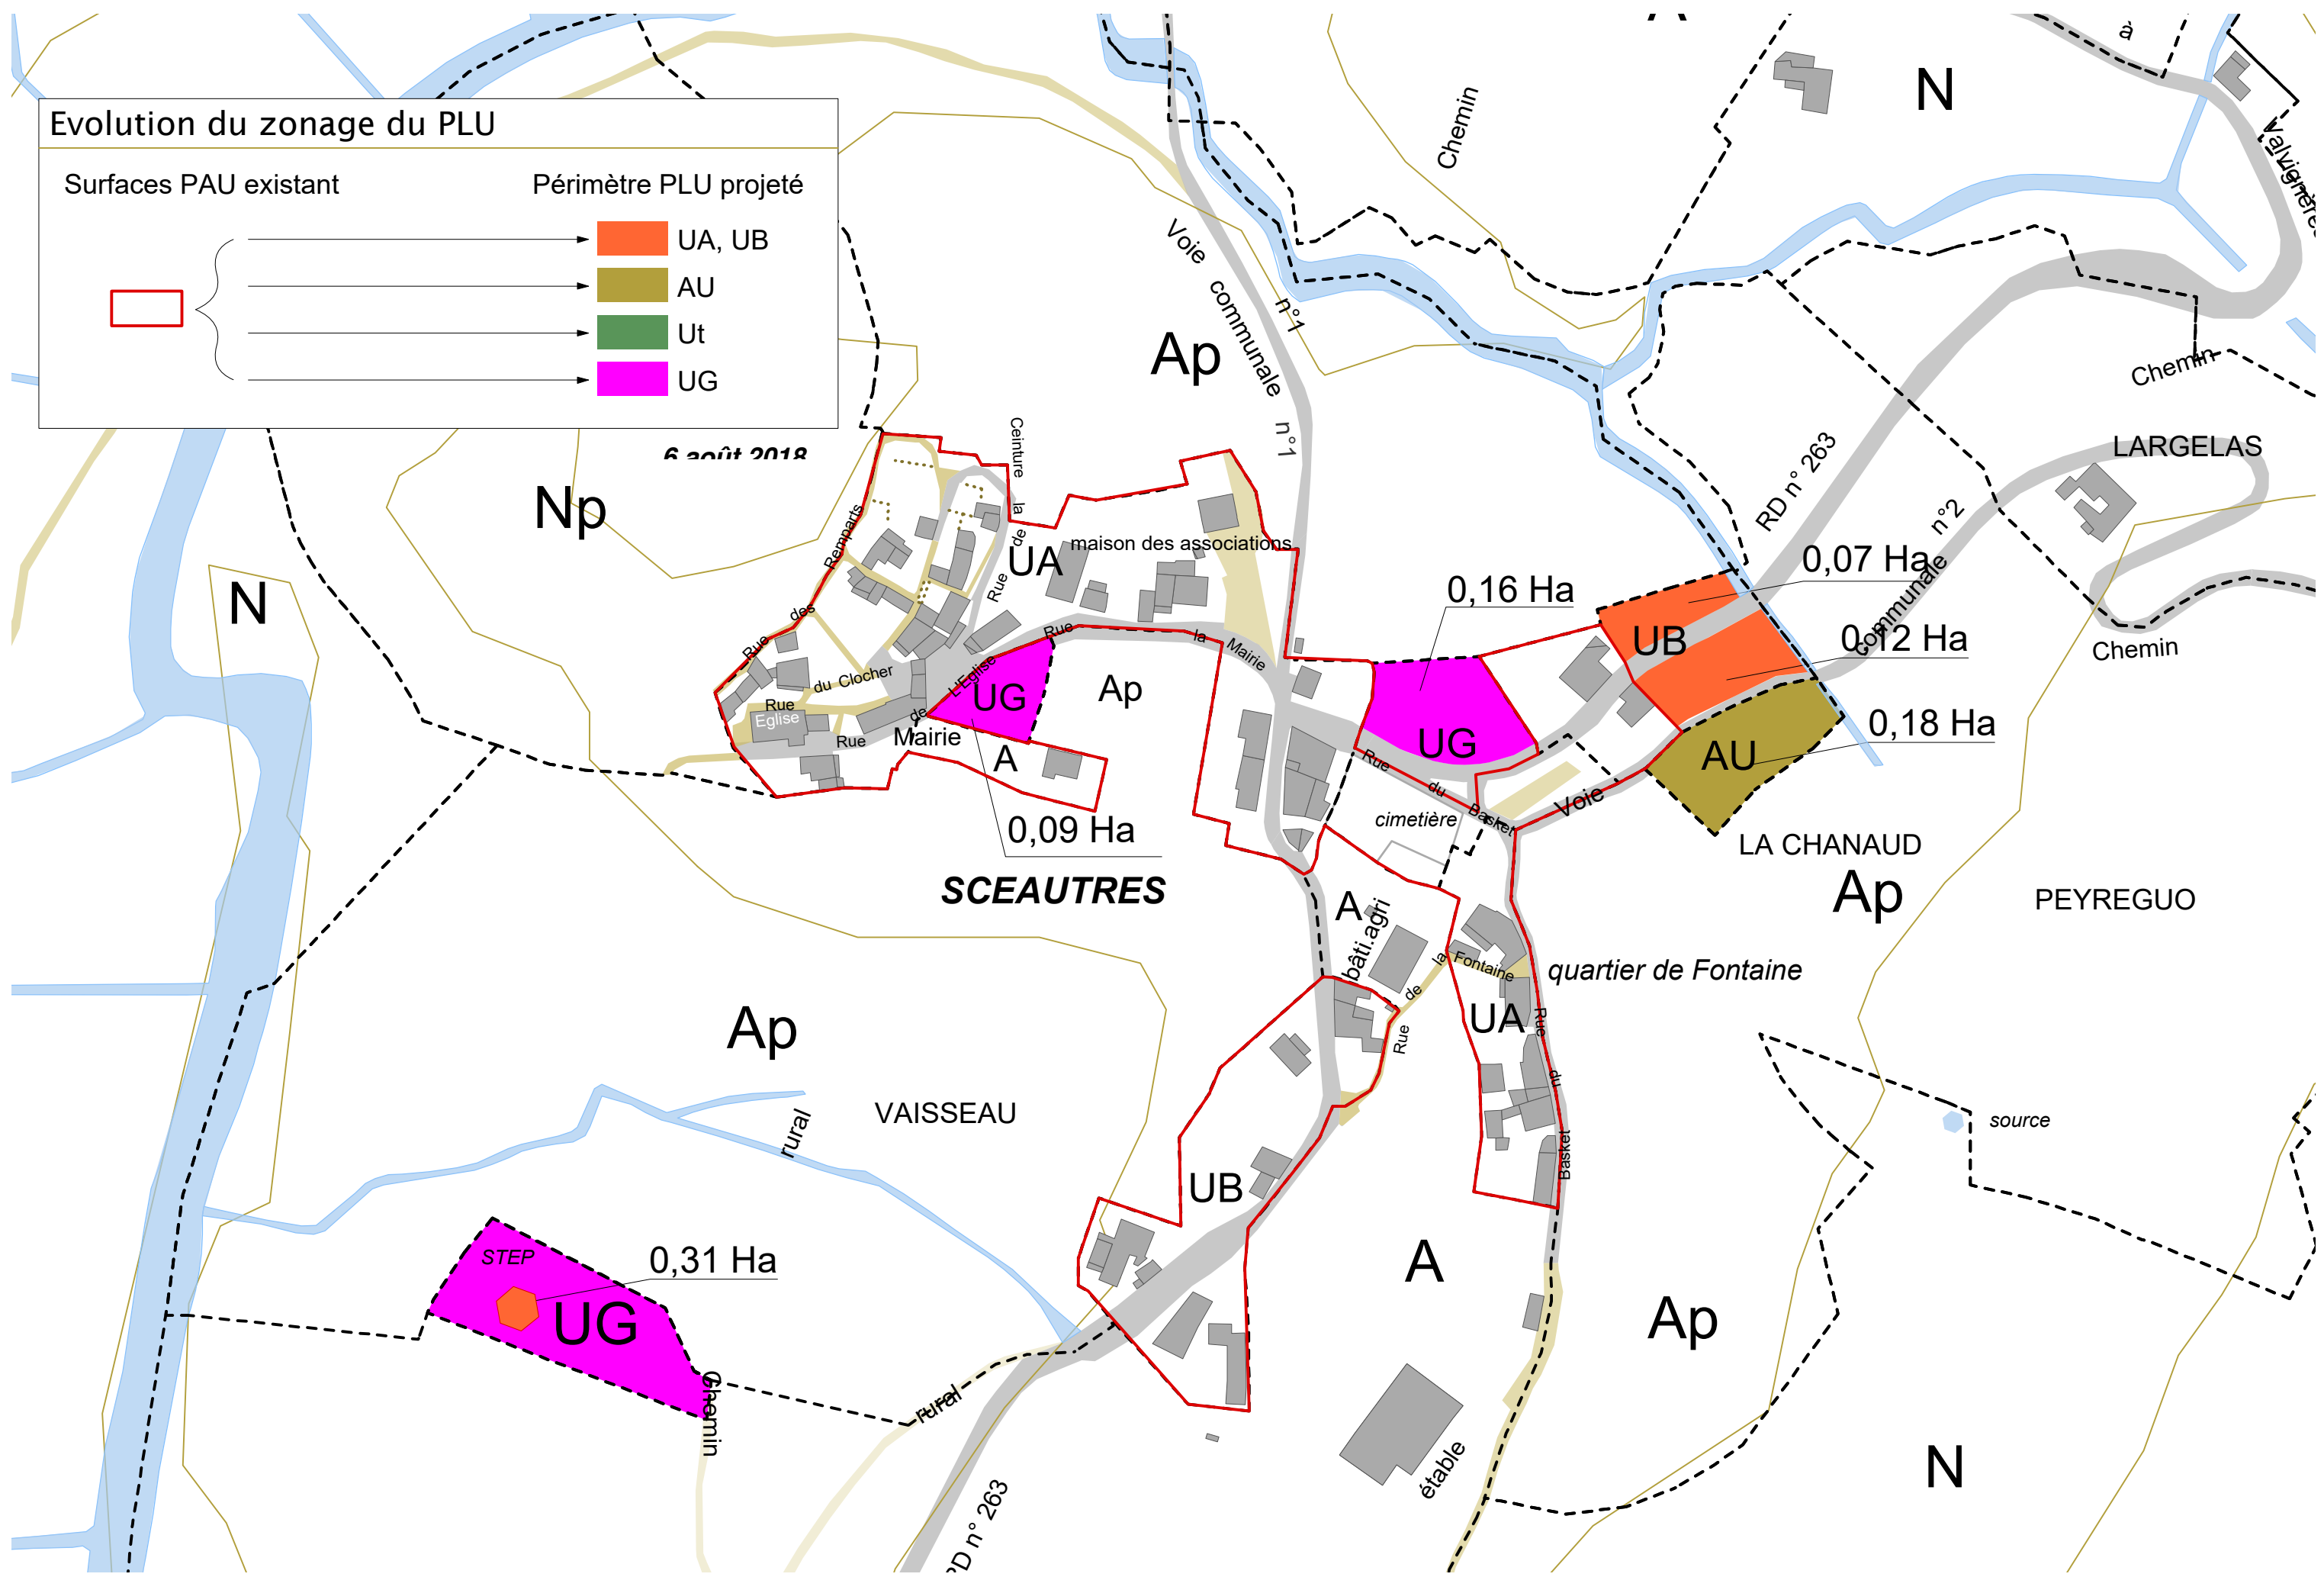 Evolution du zonage du PLU
Surfaces PAU existant
Périmètre PLU projeté
UA, UB
AU
Ut
UG
à
N
Valvignères
Chemin
Voie communale n°1
n°1
Ap
Chemin
LARGELAS
RD n° 263
n°2
communale
6 août 2018
Np
Ceinture
la
de
Rue
Remparts
des
Rue
UA
maison des associations
0,07 Ha
0,16 Ha
N
UB
0,12 Ha
Chemin
Rue
la
Mairie
du Clocher
L'Eglise
UG
Ap
Rue
Eglise
de
Rue
Mairie
A
UG
AU
0,18 Ha
Rue
du
Basket
Voie
cimetière
0,09 Ha
LA CHANAUD
SCEAUTRES
Ap
PEYREGUO
A
bâti.agri
la
Fontaine
quartier de Fontaine
de
Rue
UA
Rue
du
Basket
Ap
VAISSEAU
rural
source
UB
STEP
0,31 Ha
UG
A
Ap
Chemin
rural
étable
N
RD n° 263